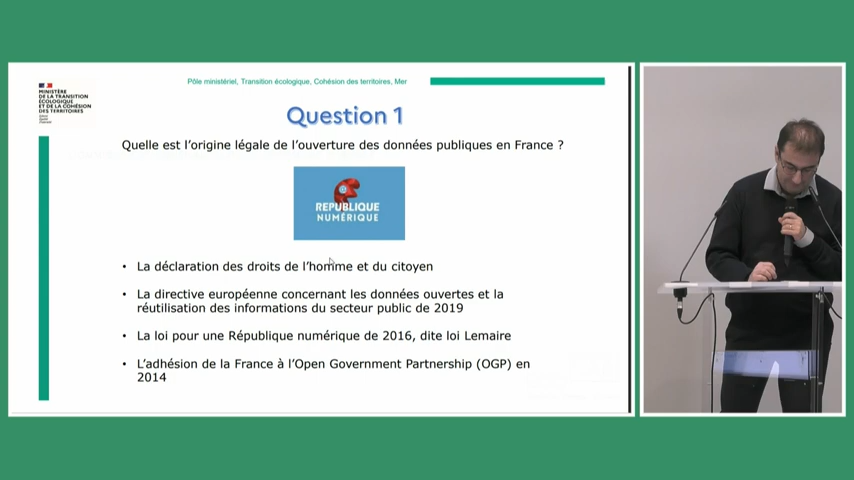 Pôle ministériel, Transition écologique, Cohésion des territoires, Mer
MINISTÈRE
DE LA TRANSITION
ÉCOLOGIQUE
ET DE LA COHÉSION
DES TERRITOIRES
Question 1
Quelle est l’origine légale de l’ouverture des données publiques en France ?
RÉPUBLIQUE
NUMÉRIQUE
• La déclaration des droits de l’homme et du citoyen
• La directive européenne concernant les données ouvertes et la
réutilisation des informations du secteur public de 2019
• La loi pour une République numérique de 2016, dite loi Lemaire
• L’adhésion de la France à l’Open Government Partnership (OGP) en
2014